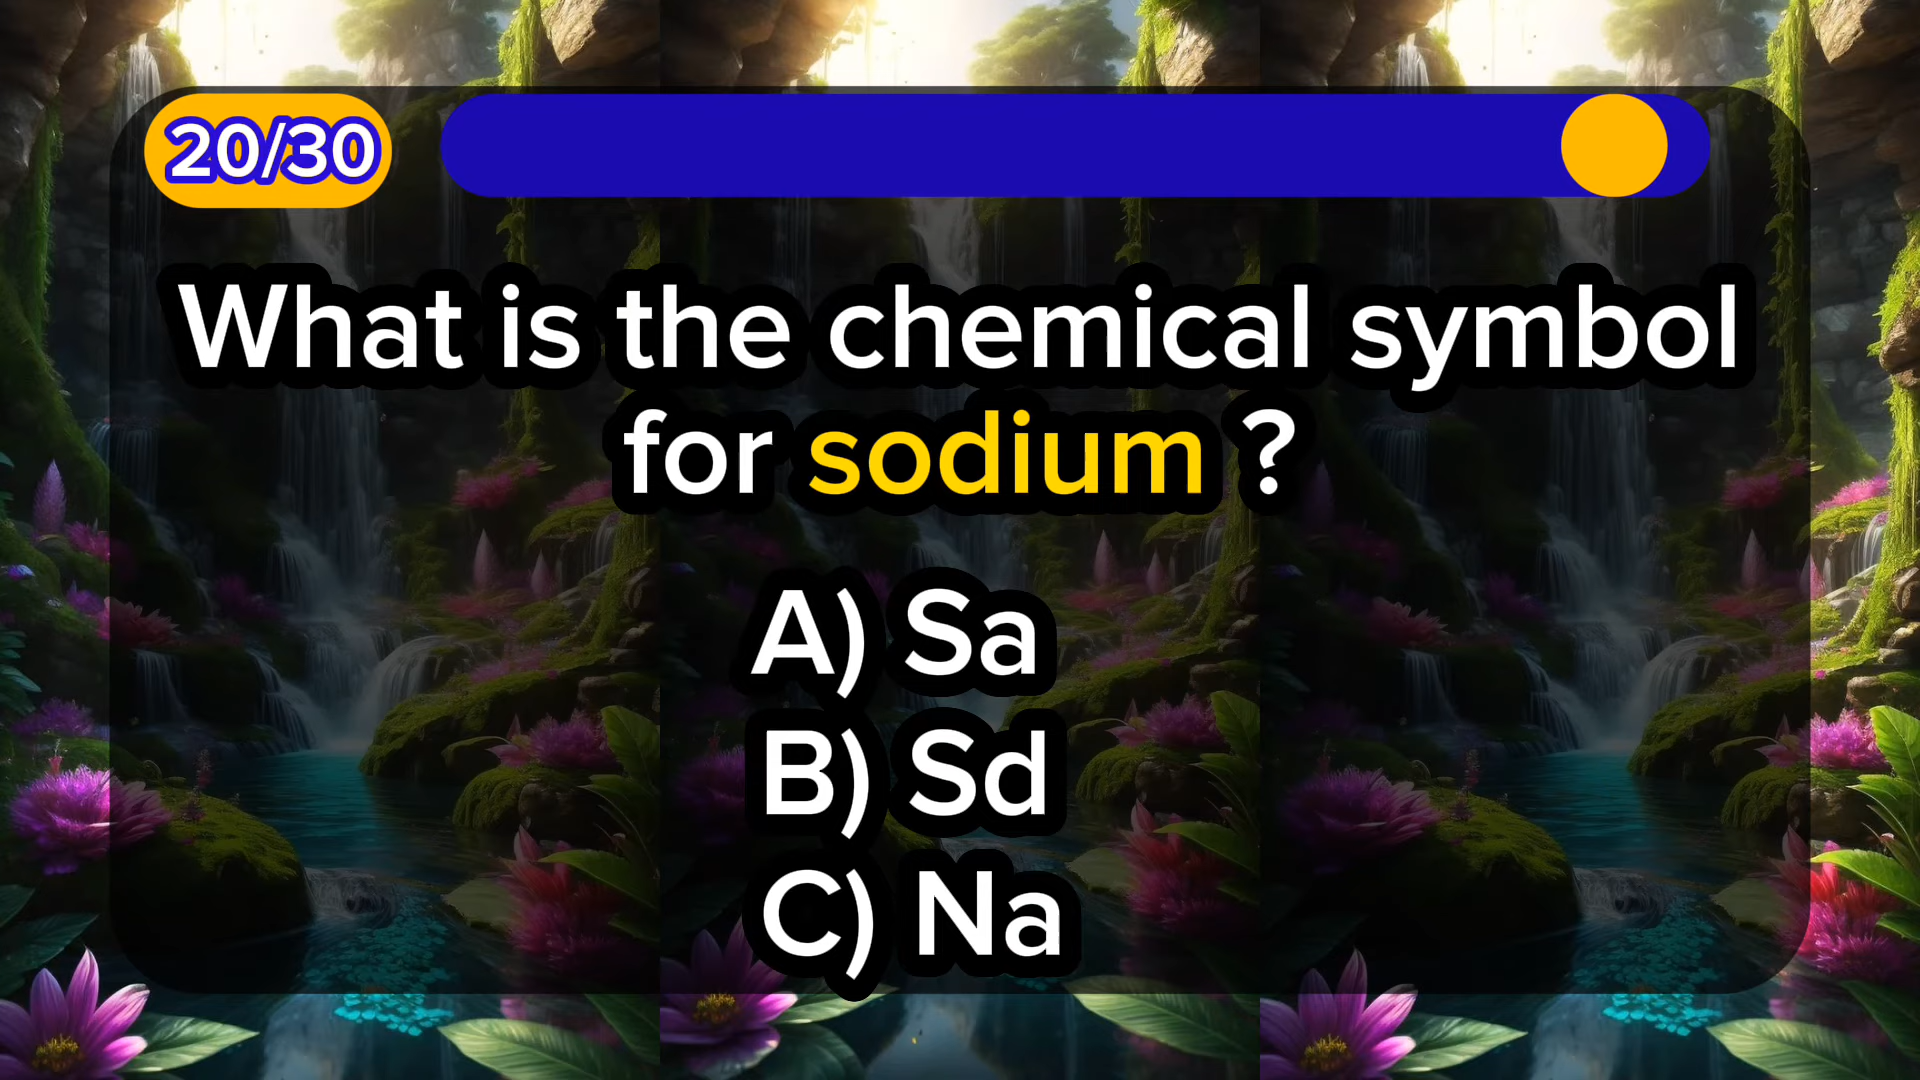 20/30
What is the chemical symbol
for sodium ?
A) Sa
B) Sd
C) Na